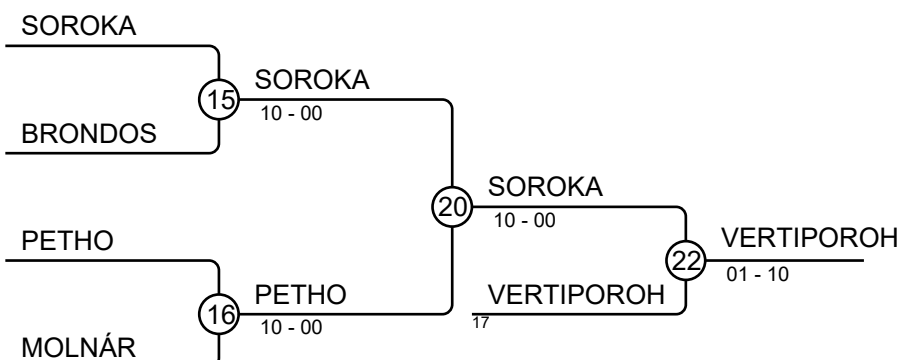 SOROKA
15
SOROKA
10 - 00
BRONDOS
20
SOROKA
10 - 00
PETHO
22
VERTIPOROH
01 - 10
16
PETHO
10 - 00
VERTIPOROH
17
MOLNÁR